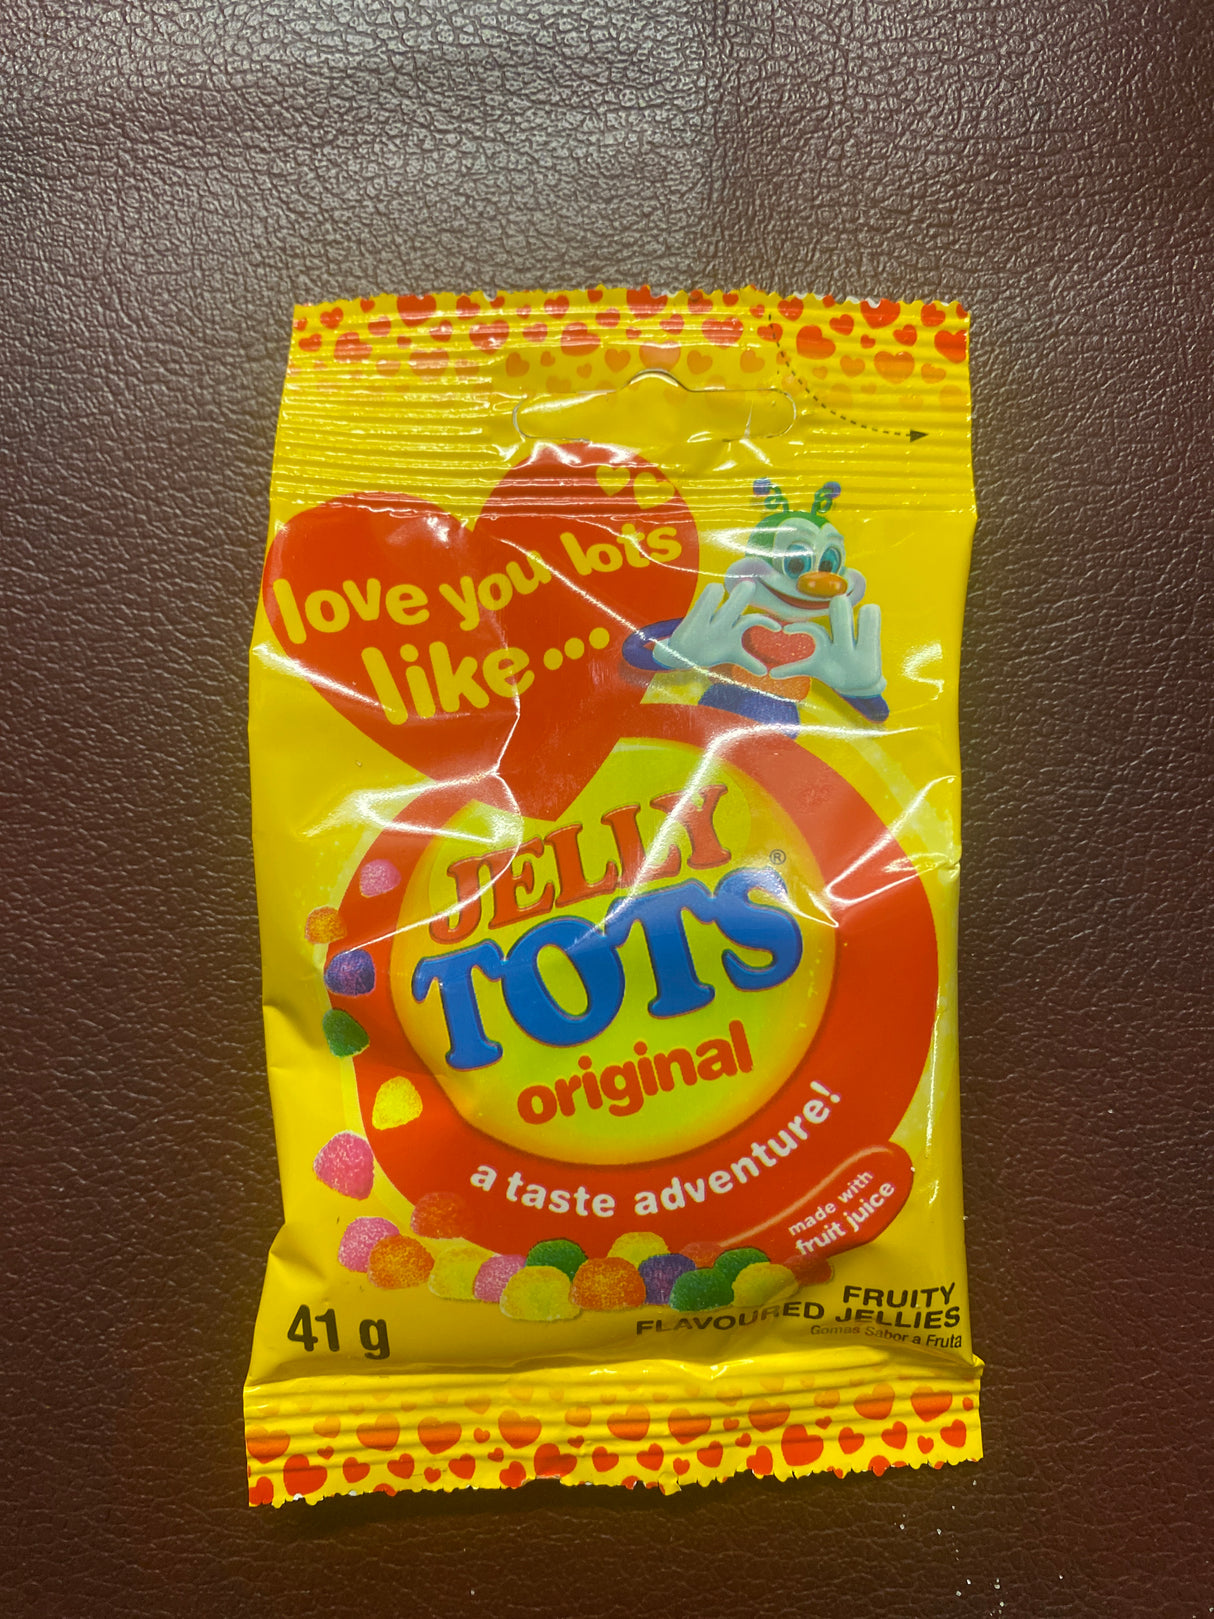 love you lots
like...
JELLY
TOTS®
original
a taste adventure!
made with
fruit juice
41 g
FRUITY
FLAVOURED JELLIES
Gomas Sabor a Fruta